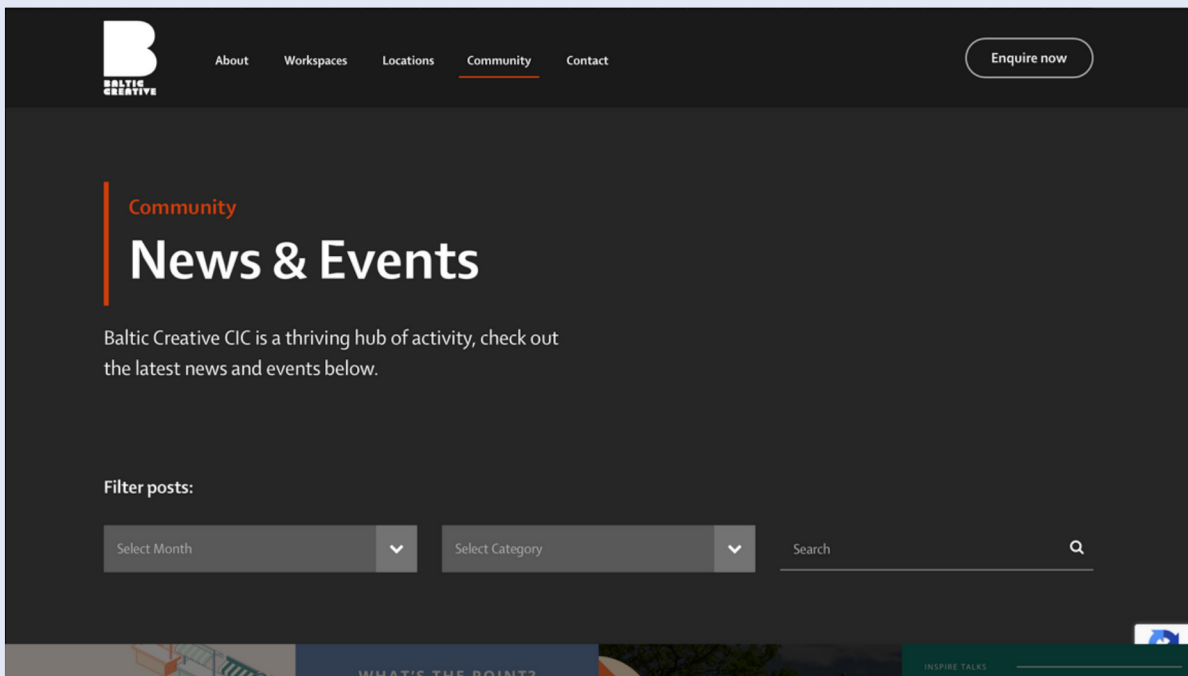 BALTIC
CREATIVE
About
Workspaces
Locations
Community
Contact
Enquire now
Community
News & Events
Baltic Creative CIC is a thriving hub of activity, check out
the latest news and events below.
Filter posts:
Select Month
Select Category
Search
WHAT'S THE POINT?
INSPIRE TALKS